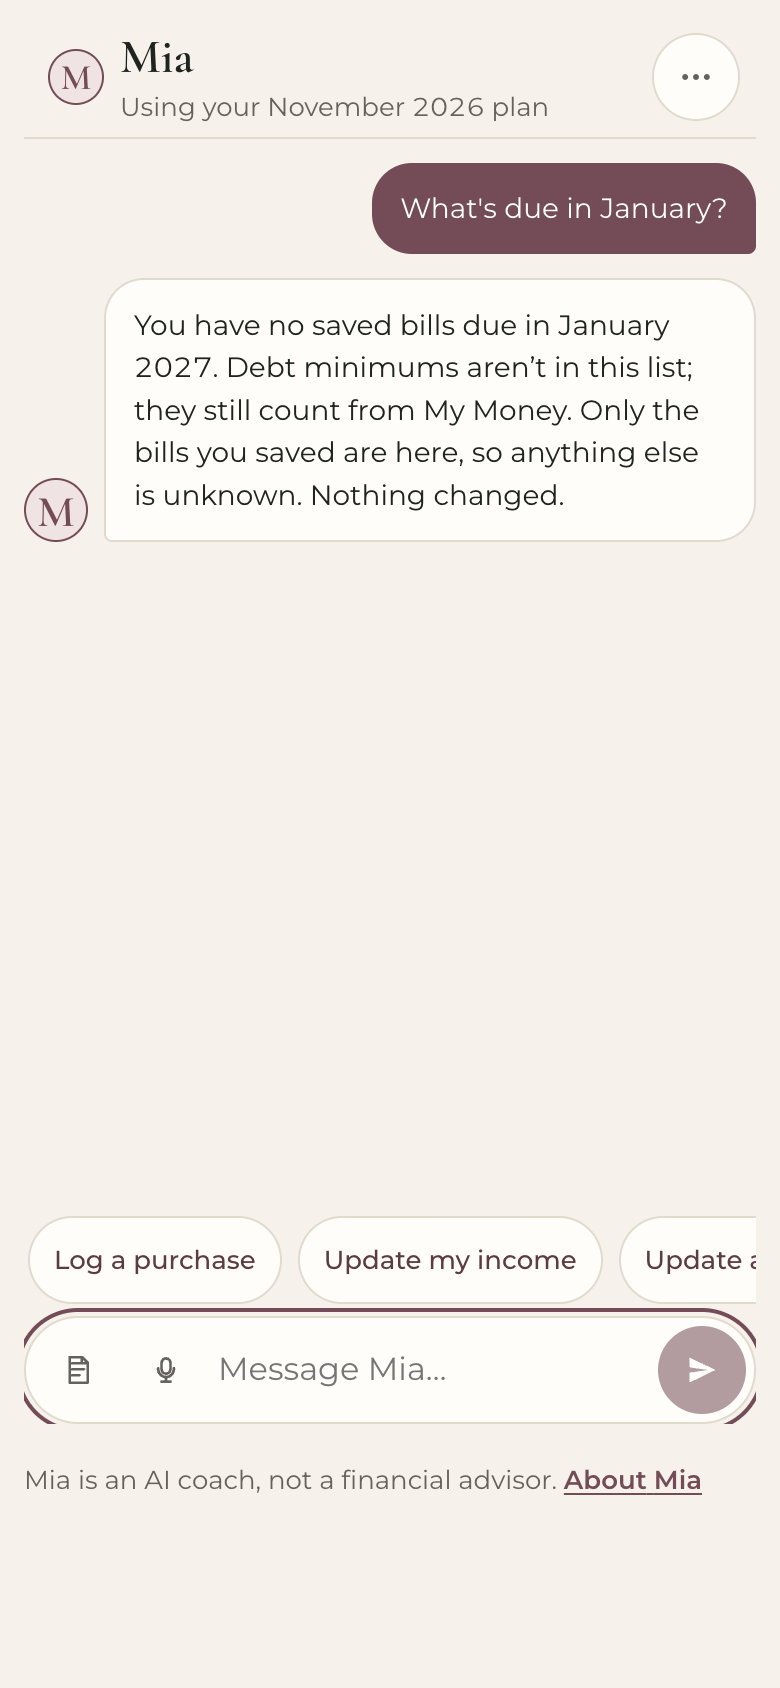 M
Mia
Using your November 2026 plan
What's due in January?
You have no saved bills due in January
2027. Debt minimums aren’t in this list;
they still count from My Money. Only the
bills you saved are here, so anything else
is unknown. Nothing changed.
M
Log a purchase
Update my income
Update
Message Mia...
Mia is an AI coach, not a financial advisor. About Mia